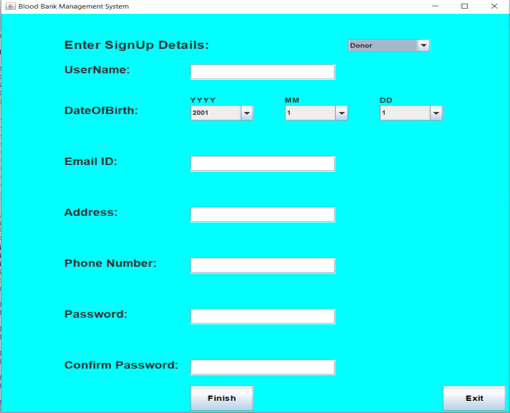 Blood Bank Management System
Enter SignUp Details:
Donor
UserName:
YYYY MM DD
DateOfBirth:
2001 1 1
Email ID:
Address:
Phone Number:
Password:
Confirm Password:
Finish Exit